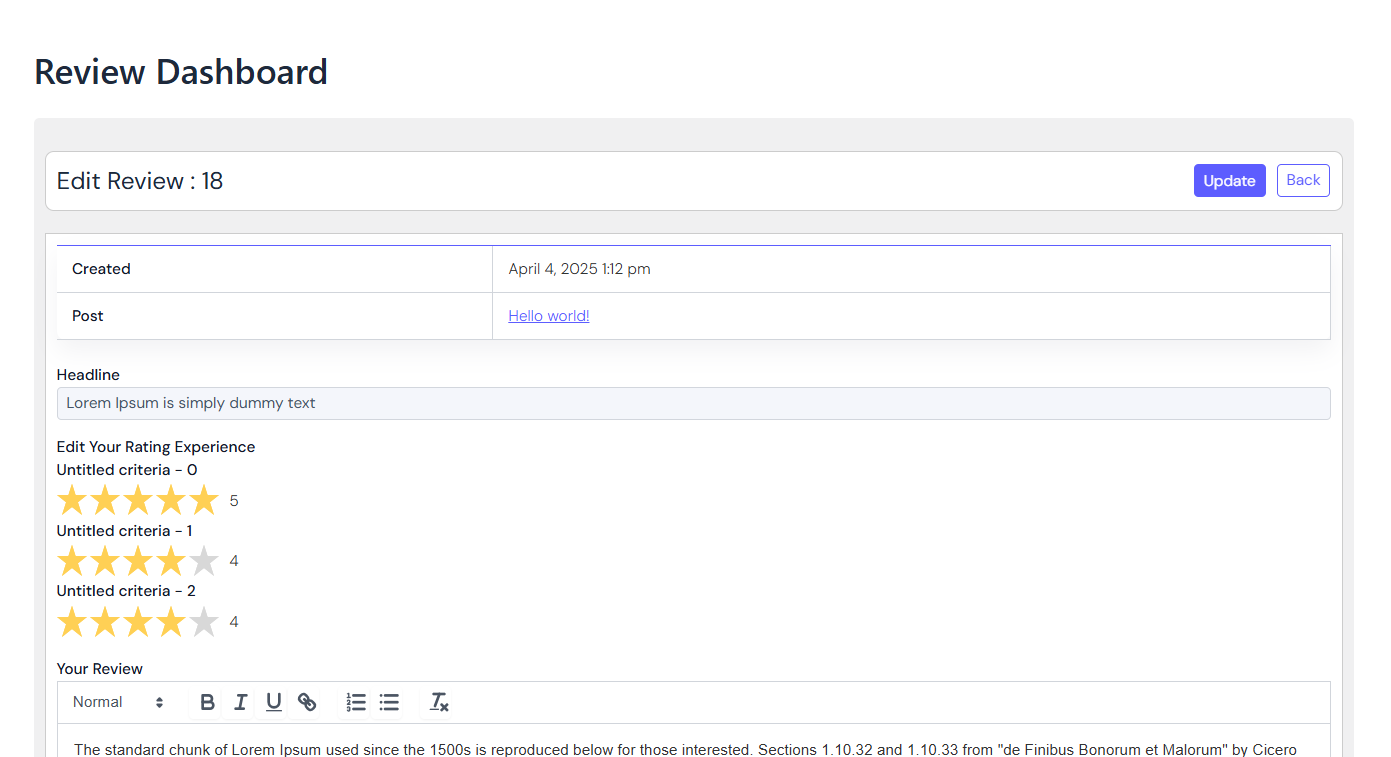 Review Dashboard
Edit Review : 18
Update
Back
Created
April 4, 2025 1:12 pm
Post
Hello world!
Headline
Lorem Ipsum is simply dummy text
Edit Your Rating Experience
Untitled criteria - 0
5
Untitled criteria - 1
4
Untitled criteria - 2
4
Your Review
Normal
The standard chunk of Lorem Ipsum used since the 1500s is reproduced below for those interested. Sections 1.10.32 and 1.10.33 from "de Finibus Bonorum et Malorum" by Cicero